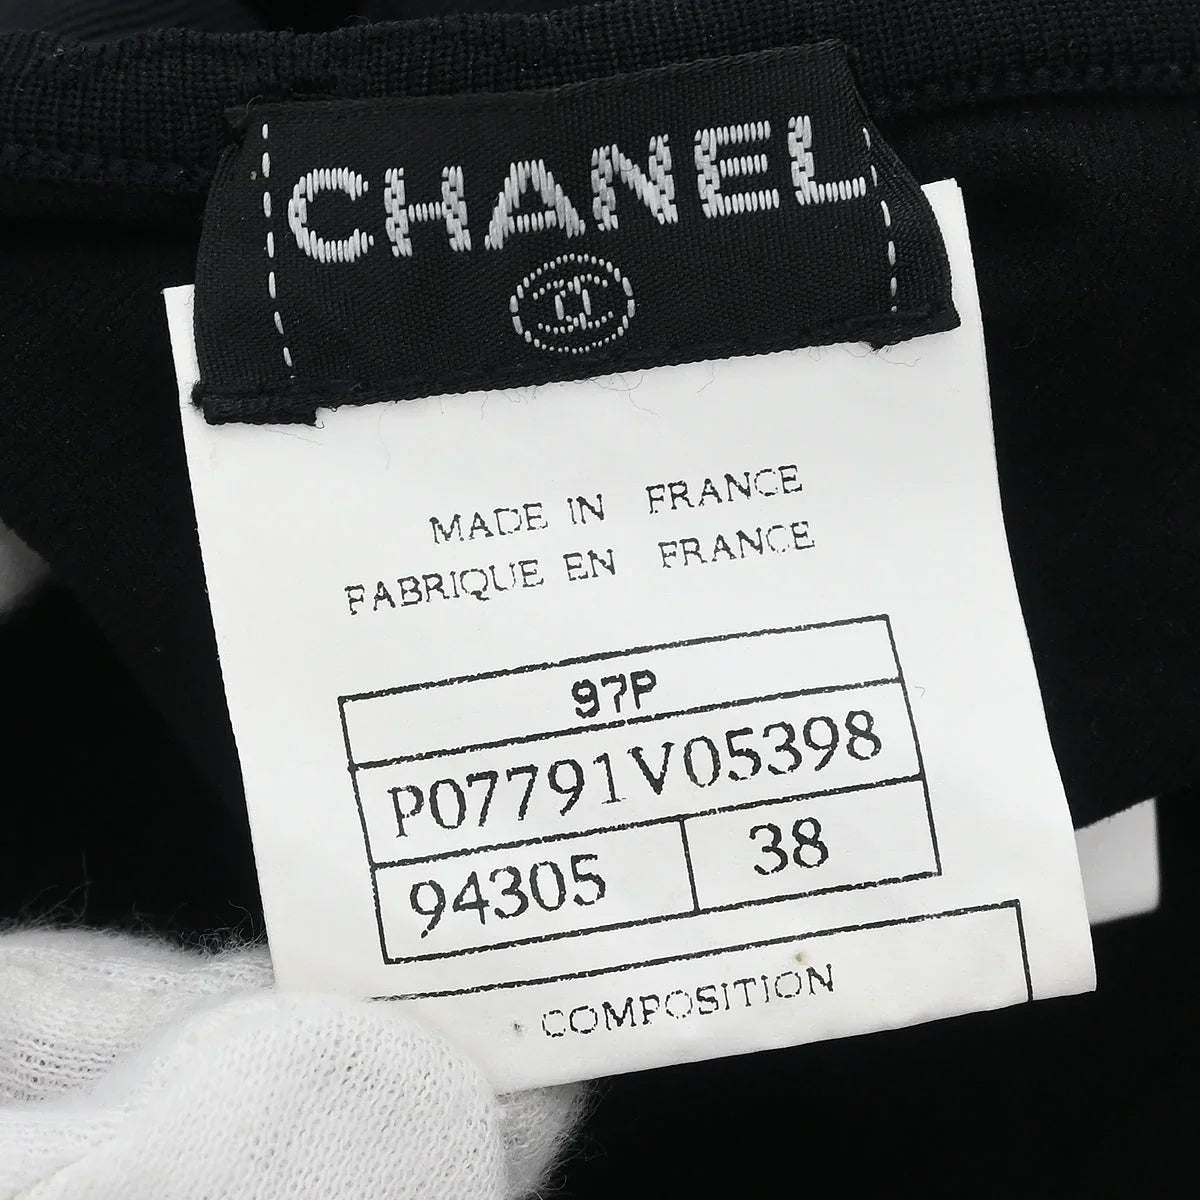 CHANEL
MADE IN FRANCE
FABRIQUE EN FRANCE
97P
P07791V05398
94305 38
COMPOSITION